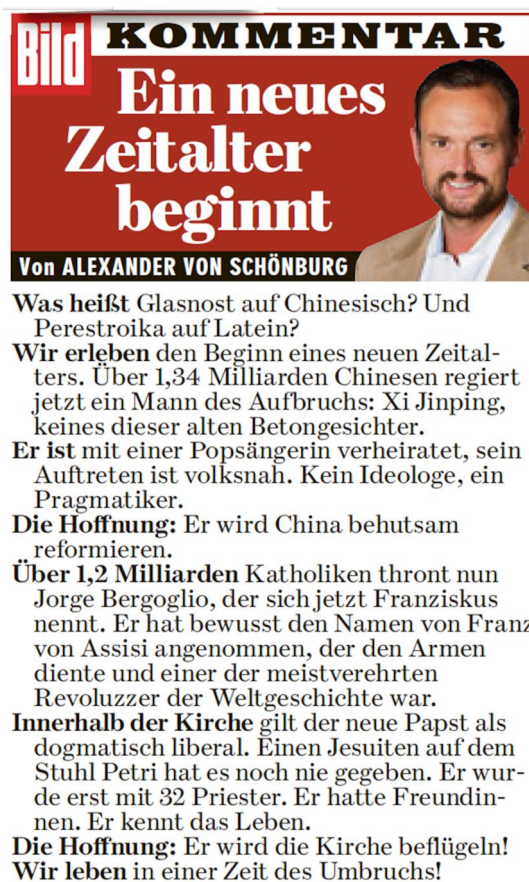 Bild
KOMMENTAR
Ein neues
Zeitalter
beginnt
Von ALEXANDER VON SCHÖNBURG
Was heißt Glasnost auf Chinesisch? Und
Perestroika auf Latein?
Wir erleben den Beginn eines neuen Zeital-
ters. Über 1,34 Milliarden Chinesen regiert
jetzt ein Mann des Aufbruchs: Xi Jinping,
keines dieser alten Betongesichter.
Er ist mit einer Popsängerin verheiratet, sein
Auftreten ist volksnah. Kein Ideologe, ein
Pragmatiker.
Die Hoffnung: Er wird China behutsam
reformieren.
Über 1,2 Milliarden Katholiken thront nun
Jorge Bergoglio, der sich jetzt Franziskus
nennt. Er hat bewusst den Namen von Franz
von Assisi angenommen, der den Armen
diente und einer der meistverehrten
Revoluzzer der Weltgeschichte war.
Innerhalb der Kirche gilt der neue Papst als
dogmatisch liberal. Einen Jesuiten auf dem
Stuhl Petri hat es noch nie gegeben. Er wur-
de erst mit 32 Priester. Er hatte Freundin-
nen. Er kennt das Leben.
Die Hoffnung: Er wird die Kirche beflügeln!
Wir leben in einer Zeit des Umbruchs!